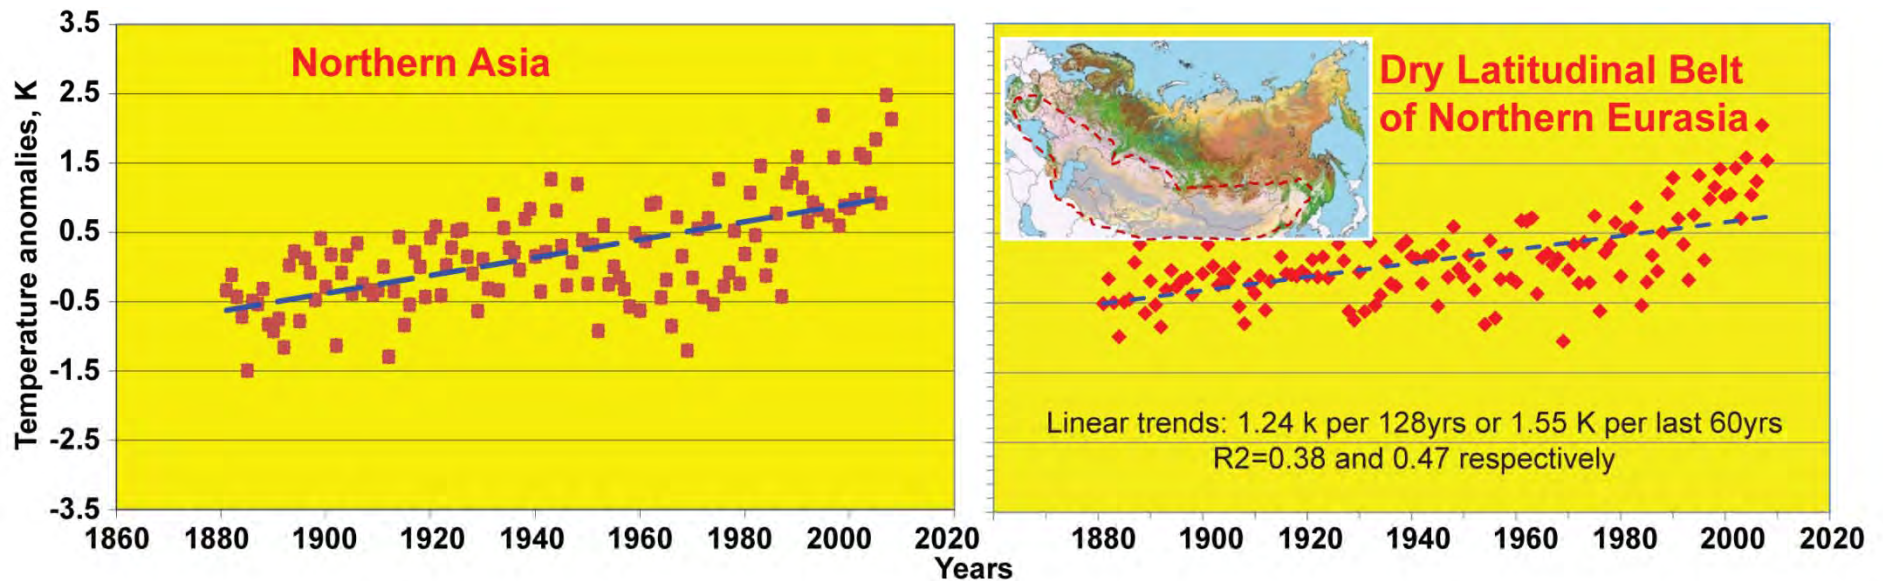 Temperature anomalies, K
3.5
2.5
1.5
0.5
-0.5
-1.5
-2.5
-3.5
Northern Asia
1860 1880 1900 1920 1940 1960 1980 2000 2020
Dry Latitudinal Belt
of Northern Eurasia
Linear trends: 1.24 k per 128yrs or 1.55 K per last 60yrs
R2=0.38 and 0.47 respectively
1880 1900 1920 1940 1960 1980 2000 2020
Years